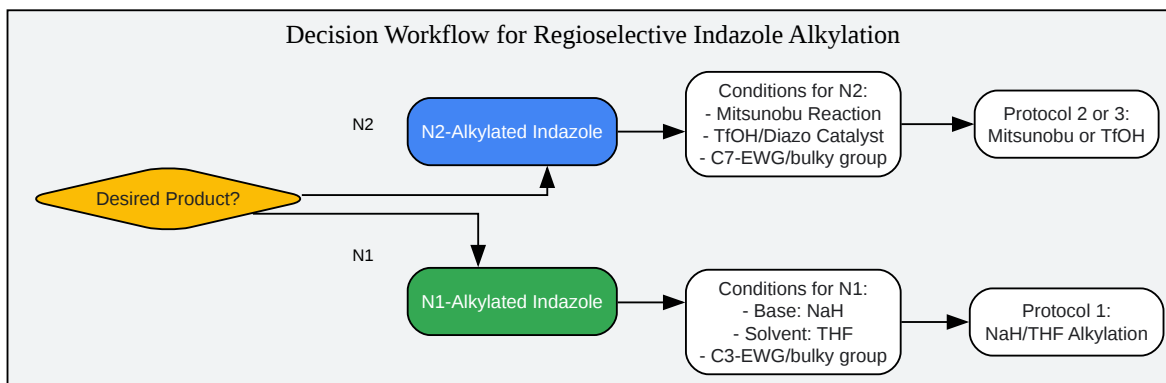 Decision Workflow for Regioselective Indazole Alkylation
Desired Product?
N2
N2-Alkylated Indazole
Conditions for N2:
- Mitsunobu Reaction
- TfOH/Diazo Catalyst
- C7-EWG/bulky group
Protocol 2 or 3:
Mitsunobu or TfOH
N1
N1-Alkylated Indazole
Conditions for N1:
- Base: NaH
- Solvent: THF
- C3-EWG/bulky group
Protocol 1:
NaH/THF Alkylation